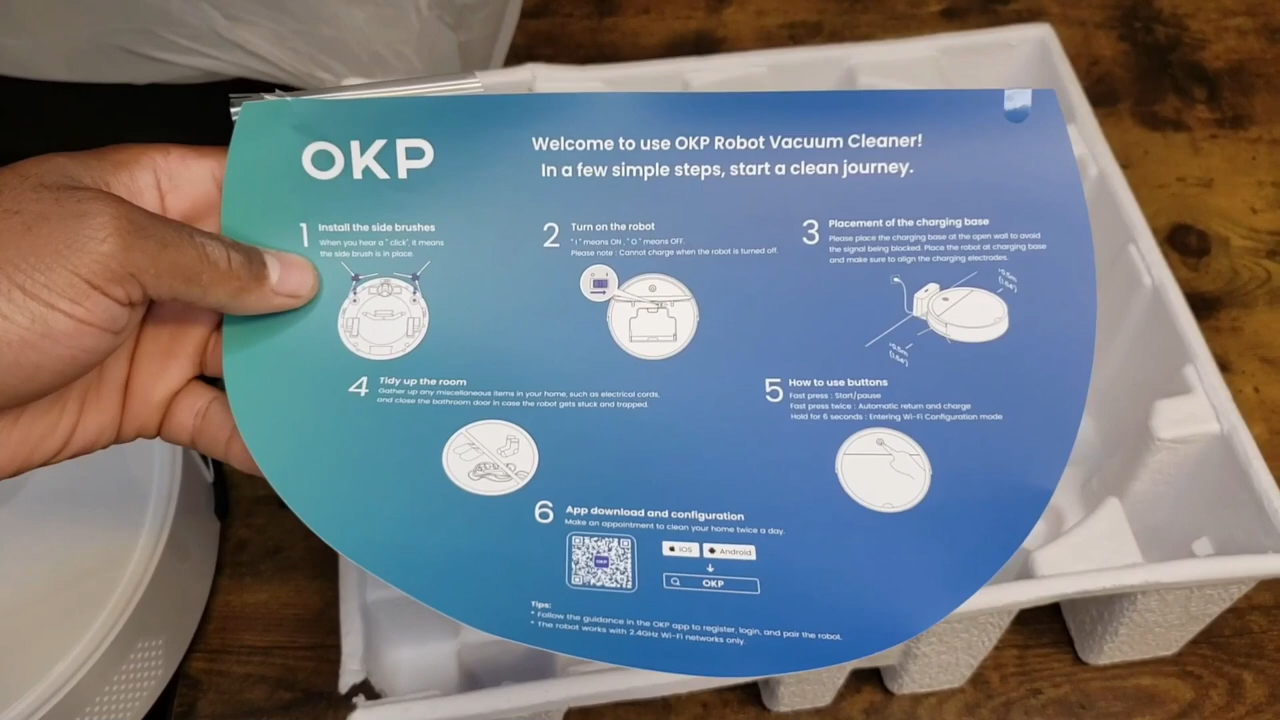 OKP
Welcome to use OKP Robot Vacuum Cleaner!
In a few simple steps, start a clean journey.
1 Install the side brushes
When you hear a " click", it means
the side brush is in place.
2 Turn on the robot
" I " means ON , " O " means OFF.
Please note : Cannot charge when the robot is turned off.
O I
3 Placement of the charging base
Please place the charging base at the open wall to avoid
the signal being blocked. Place the robot at charging base
and make sure to align the charging electrodes.
>0.5m
(1.64')
>0.5m
(1.64')
4 Tidy up the room
Gather up any miscellaneous items in your home, such as electrical cords,
and close the bathroom door in case the robot gets stuck and trapped.
5 How to use buttons
Fast press : Start/pause
Fast press twice : Automatic return and charge
Hold for 6 seconds : Entering Wi-Fi Configuration mode
6 App download and configuration
Make an appointment to clean your home twice a day.
OKP
iOS
Android
OKP
Tips:
* Follow the guidance in the OKP app to register, login, and pair the robot.
* The robot works with 2.4GHz Wi-Fi networks only.